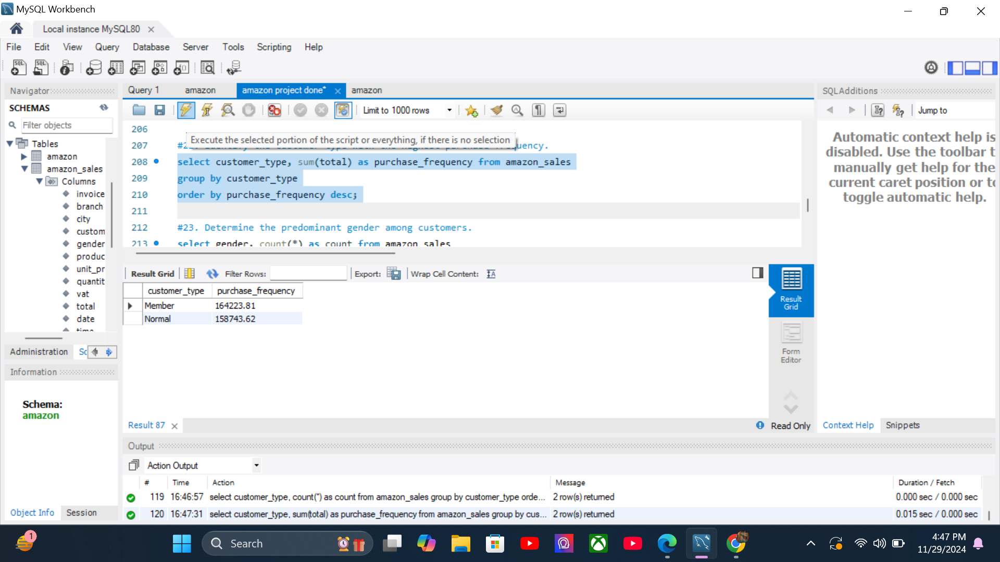 MySQL Workbench
Local instance MySQL80
File Edit View Query Database Server Tools Scripting Help
Navigator
SCHEMAS
Filter objects
Tables
amazon
amazon_sales
Columns
invoice
branch
city
custom
gender
produc
unit_pr
quantit
vat
total
date
time
Administration Sc
Information
Schema:
amazon
Object Info Session
Query 1 amazon amazon project done* amazon
Limit to 1000 rows
Execute the selected portion of the script or everything, if there is no selection
206
207 #22. Identify the customer type with the highest purchase frequency.
208 select customer_type, sum(total) as purchase_frequency from amazon_sales
209 group by customer_type
210 order by purchase_frequency desc;
211
212 #23. Determine the predominant gender among customers.
213 select gender, count(*) as count from amazon_sales
Result Grid Filter Rows: Export: Wrap Cell Content:
customer_type purchase_frequency
Member 164223.81
Normal 158743.62
Result Grid
Form Editor
Result 87
Read Only
SQLAdditions
Jump to
Automatic context help is
disabled. Use the toolbar t
manually get help for the
current caret position or to
toggle automatic help.
Context Help Snippets
Output
Action Output
# Time Action Message Duration / Fetch
119 16:46:57 select customer_type, count(*) as count from amazon_sales group by customer_type orde... 2 row(s) returned 0.000 sec / 0.000 sec
120 16:47:31 select customer_type, sum(total) as purchase_frequency from amazon_sales group by cus... 2 row(s) returned 0.015 sec / 0.000 sec
1
Search
4:47 PM
11/29/2024